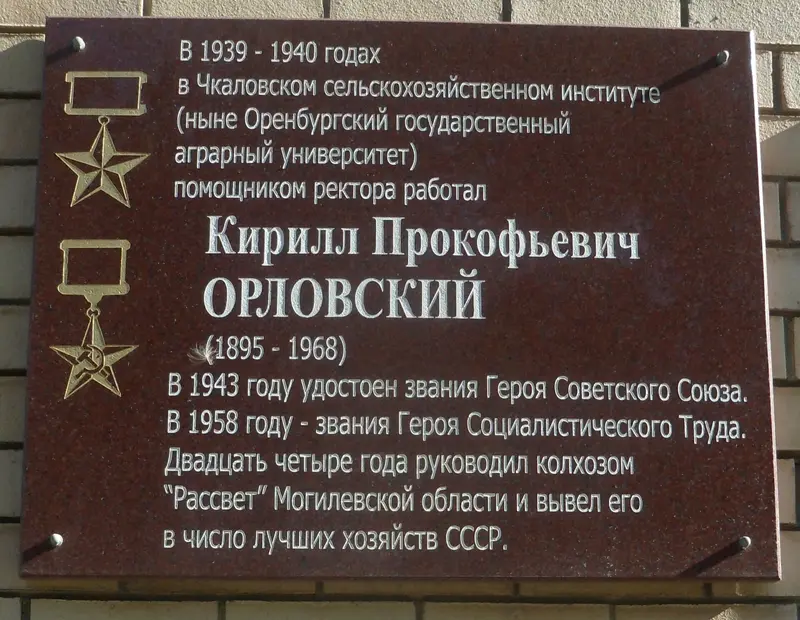 В 1939 - 1940 годах
в Чкаловском сельскохозяйственном институте
(ныне Оренбургский государственный
аграрный университет)
помощником ректора работал
Кирилл Прокофьевич
ОРЛОВСКИЙ
(1895 - 1968)
В 1943 году удостоен звания Героя Советского Союза.
В 1958 году - звания Героя Социалистического Труда.
Двадцать четыре года руководил колхозом
"Рассвет" Могилевской области и вывел его
в число лучших хозяйств СССР.